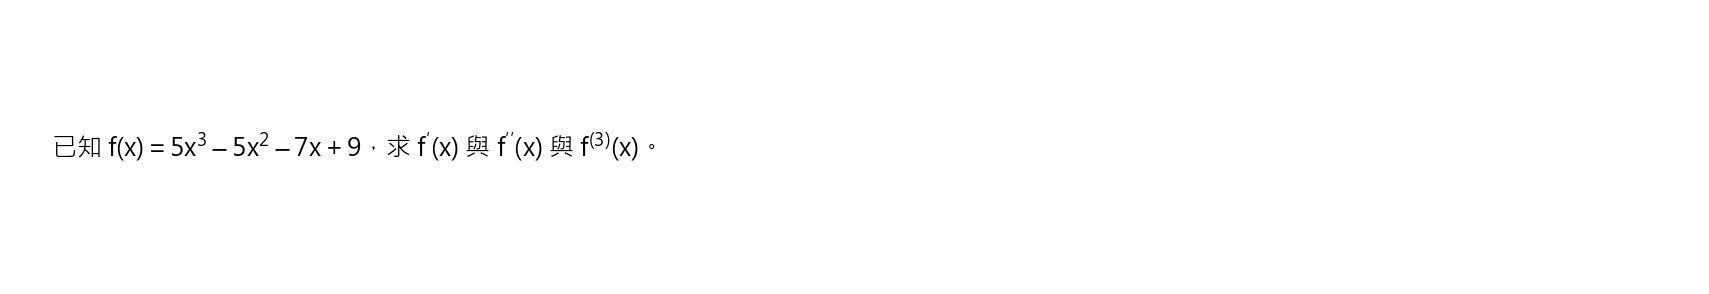 已知 f(x) = 5x³ – 5x² – 7x + 9，求 f′(x) 與 f′′(x) 與 f⁽³⁾(x)。